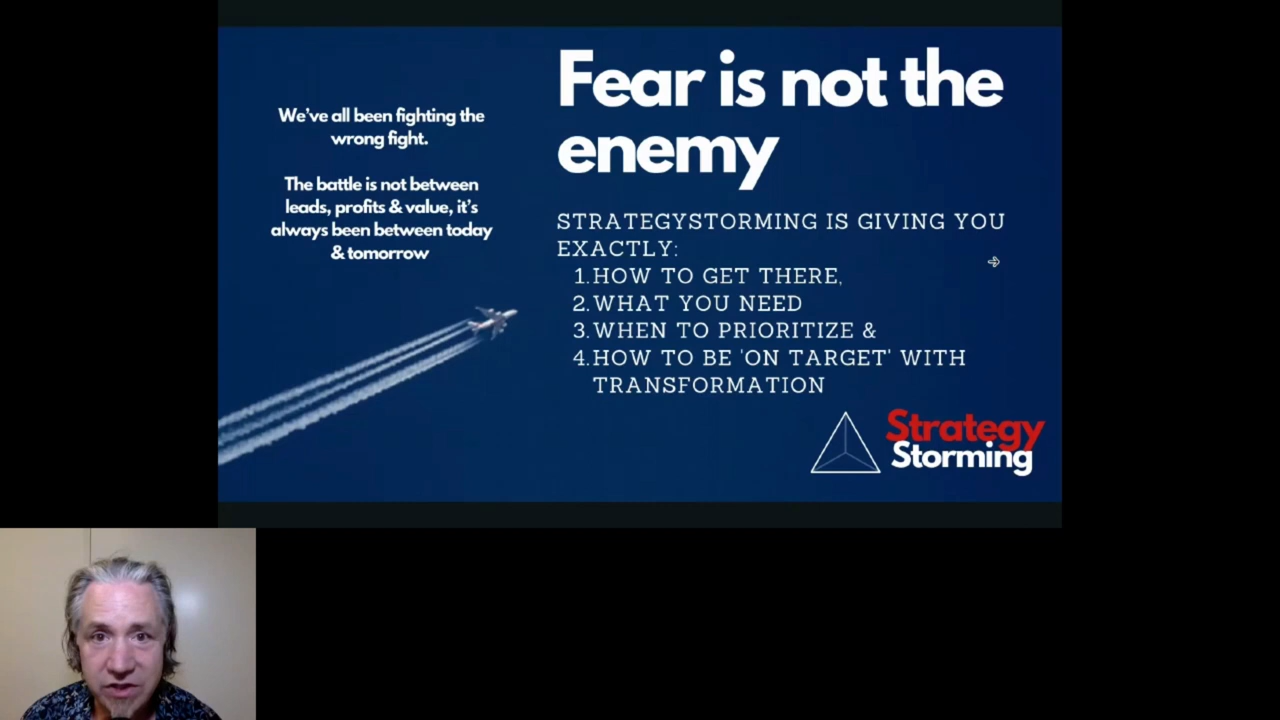 Fear is not the
enemy
We've all been fighting the
wrong fight.
The battle is not between
leads, profits & value, it's
always been between today
& tomorrow
STRATEGYSTORMING IS GIVING YOU
EXACTLY:
1. HOW TO GET THERE,
2. WHAT YOU NEED
3. WHEN TO PRIORITIZE &
4. HOW TO BE 'ON TARGET' WITH
TRANSFORMATION
Strategy
Storming